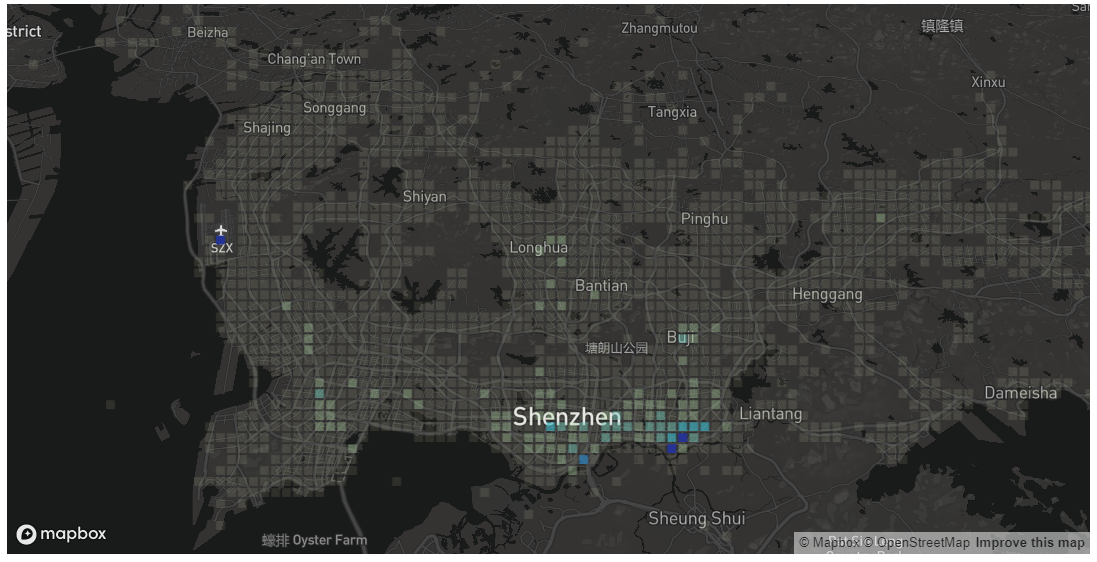 strict
Beizha
Zhangmutou
镇隆镇
Sa
Chang'an Town
Xinxu
Songgang
Tangxia
Shajing
Shiyan
Pinghu
SZX
Longhua
Bantian
Henggang
Buji
塘朗山公园
Dameisha
Shenzhen
Liantang
Sheung Shui
mapbox
蠔排 Oyster Farm
© Mapbox © OpenStreetMap Improve this map